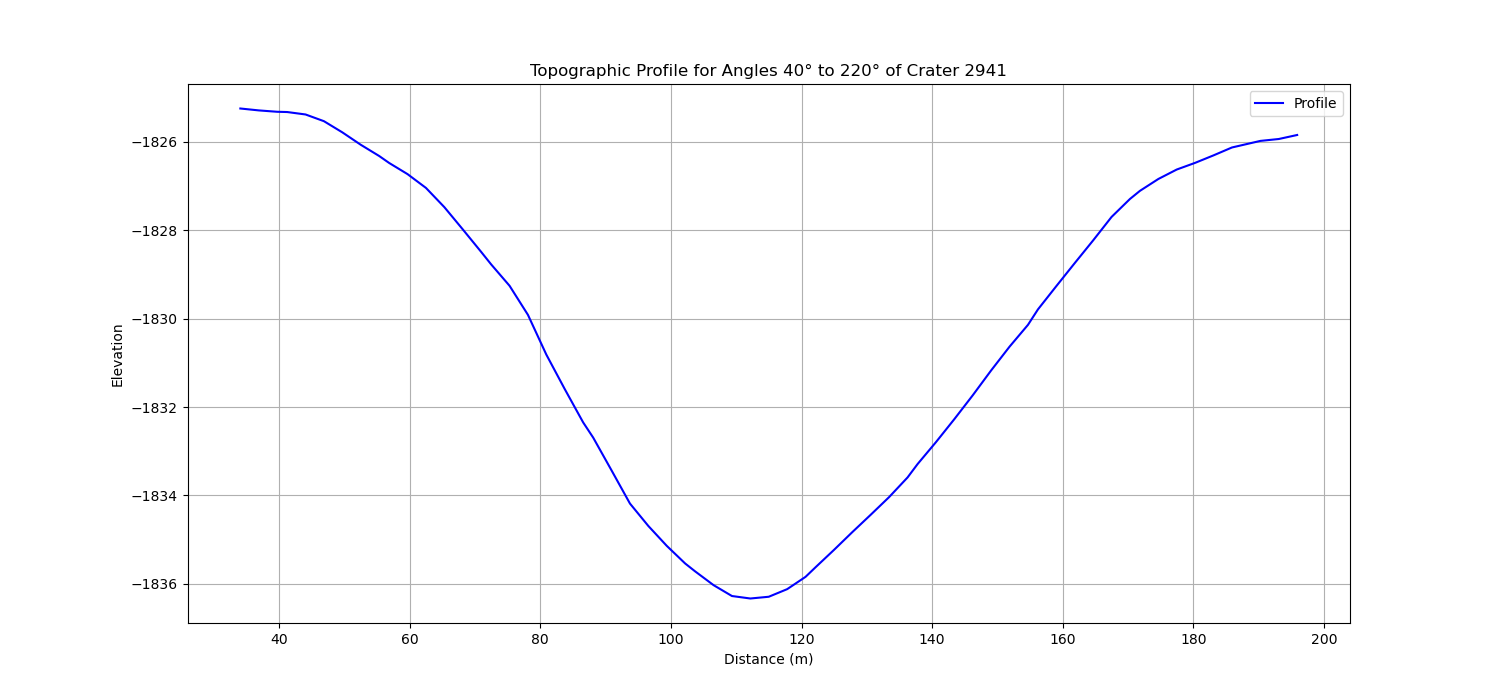 Topographic Profile for Angles 40° to 220° of Crater 2941
Profile
−1826
−1828
−1830
−1832
−1834
−1836
Elevation
40 60 80 100 120 140 160 180 200
Distance (m)